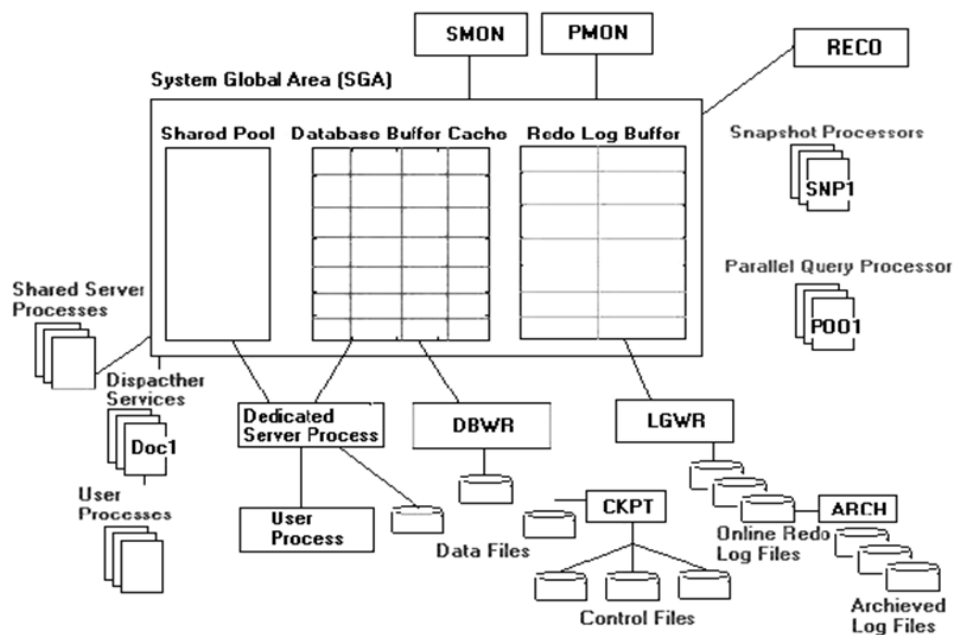 SMON
PMON
RECO
System Global Area (SGA)
Shared Pool
Database Buffer Cache
Redo Log Buffer
Snapshot Processors
SNP1
Parallel Query Processor
P001
Shared Server
Processes
Dispacther
Services
Doc1
User
Processes
Dedicated
Server Process
User
Process
DBWR
LGWR
Data Files
CKPT
Control Files
Online Redo
Log Files
ARCH
Archieved
Log Files